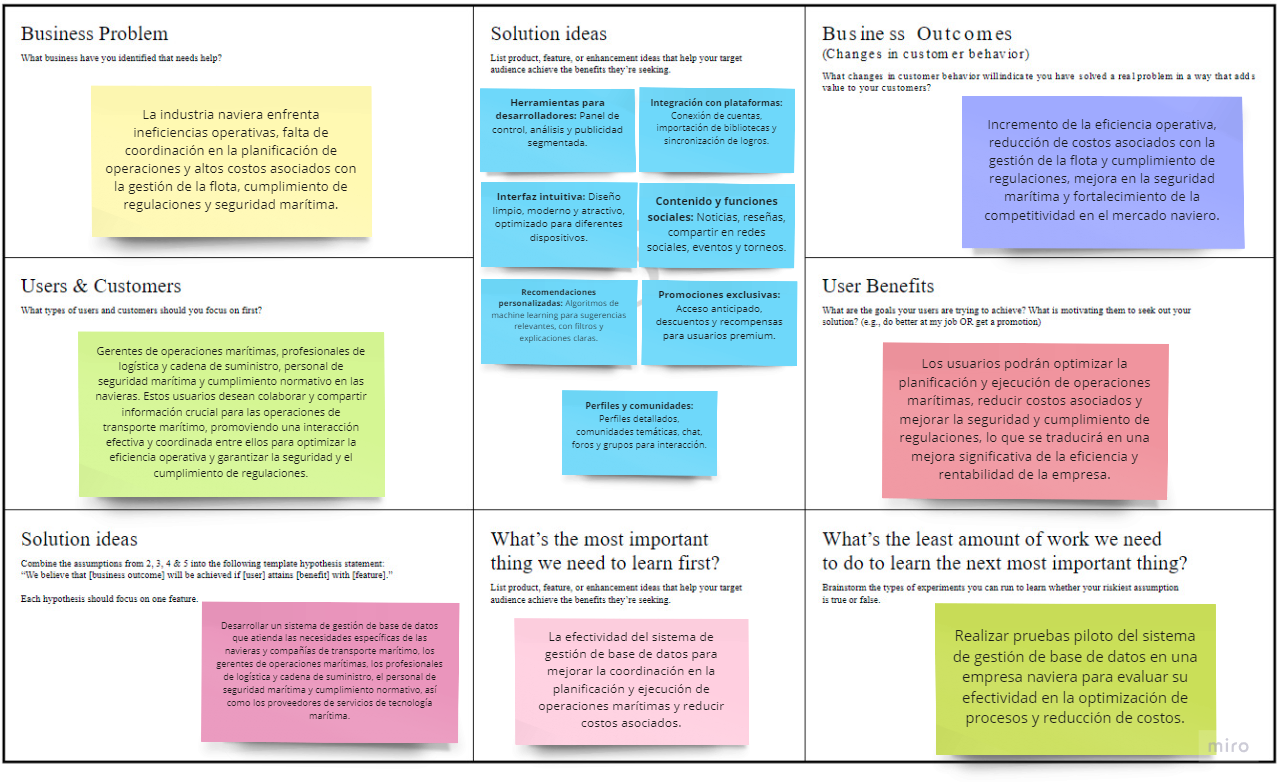 Business Problem
What business have you identified that needs help?
La industria naviera enfrenta
ineficiencias operativas, falta de
coordinación en la planificación de
operaciones y altos costos asociados con
la gestión de la flota, cumplimiento de
regulaciones y seguridad marítima.
Solution ideas
List product, feature, or enhancement ideas that help your target
audience achieve the benefits they're seeking.
Herramientas para
desarrolladores: Panel de
control, análisis y publicidad
segmentada.
Integración con plataformas:
Conexión de cuentas,
importación de bibliotecas y
sincronización de logros.
Interfaz intuitiva: Diseño
limpio, moderno y atractivo,
optimizado para diferentes
dispositivos.
Contenido y funciones
sociales: Noticias, reseñas,
compartir en redes
sociales, eventos y torneos.
Recomendaciones
personalizadas: Algoritmos de
machine learning para sugerencias
relevantes, con filtros y
explicaciones claras.
Promociones exclusivas:
Acceso anticipado,
descuentos y recompensas
para usuarios premium.
Perfiles y comunidades:
Perfiles detallados,
comunidades temáticas, chat,
foros y grupos para interacción.
Business Outcomes
(Changes in customer behavior)
What changes in customer behavior willindicate you have solved a real problem in a way that adds
value to your customers?
Incremento de la eficiencia operativa,
reducción de costos asociados con la
gestión de la flota y cumplimiento de
regulaciones, mejora en la seguridad
marítima y fortalecimiento de la
competitividad en el mercado naviero.
Users & Customers
What types of users and customers should you focus on first?
Gerentes de operaciones marítimas, profesionales de
logística y cadena de suministro, personal de
seguridad marítima y cumplimiento normativo en las
navieras. Estos usuarios desean colaborar y compartir
información crucial para las operaciones de
transporte marítimo, promoviendo una interacción
efectiva y coordinada entre ellos para optimizar la
eficiencia operativa y garantizar la seguridad y el
cumplimiento de regulaciones.
User Benefits
What are the goals your users are trying to achieve? What is motivating them to seek out your
solution? (e.g., do better at my job OR get a promotion)
Los usuarios podrán optimizar la
planificación y ejecución de operaciones
marítimas, reducir costos asociados y
mejorar la seguridad y cumplimiento de
regulaciones, lo que se traducirá en una
mejora significativa de la eficiencia y
rentabilidad de la empresa.
Solution ideas
Combine the assumptions from 2, 3, 4 & 5 into the following template hypothesis statement:
"We believe that [business outcome] will be achieved if [user] attains [benefit] with [feature]."
Each hypothesis should focus on one feature.
Desarrollar un sistema de gestión de base de datos
que atienda las necesidades específicas de las
navieras y compañías de transporte marítimo, los
gerentes de operaciones marítimas, los profesionales
de logística y cadena de suministro, el personal de
seguridad marítima y cumplimiento normativo, así
como los proveedores de servicios de tecnología
marítima.
What's the most important
thing we need to learn first?
List product, feature, or enhancement ideas that help your target
audience achieve the benefits they're seeking.
La efectividad del sistema de
gestión de base de datos para
mejorar la coordinación en la
planificación y ejecución de
operaciones marítimas y reducir
costos asociados.
What's the least amount of work we need
to do to learn the next most important thing?
Brainstorm the types of experiments you can run to learn whether your riskiest assumption
is true or false.
Realizar pruebas piloto del sistema
de gestión de base de datos en una
empresa naviera para evaluar su
efectividad en la optimización de
procesos y reducción de costos.
miro